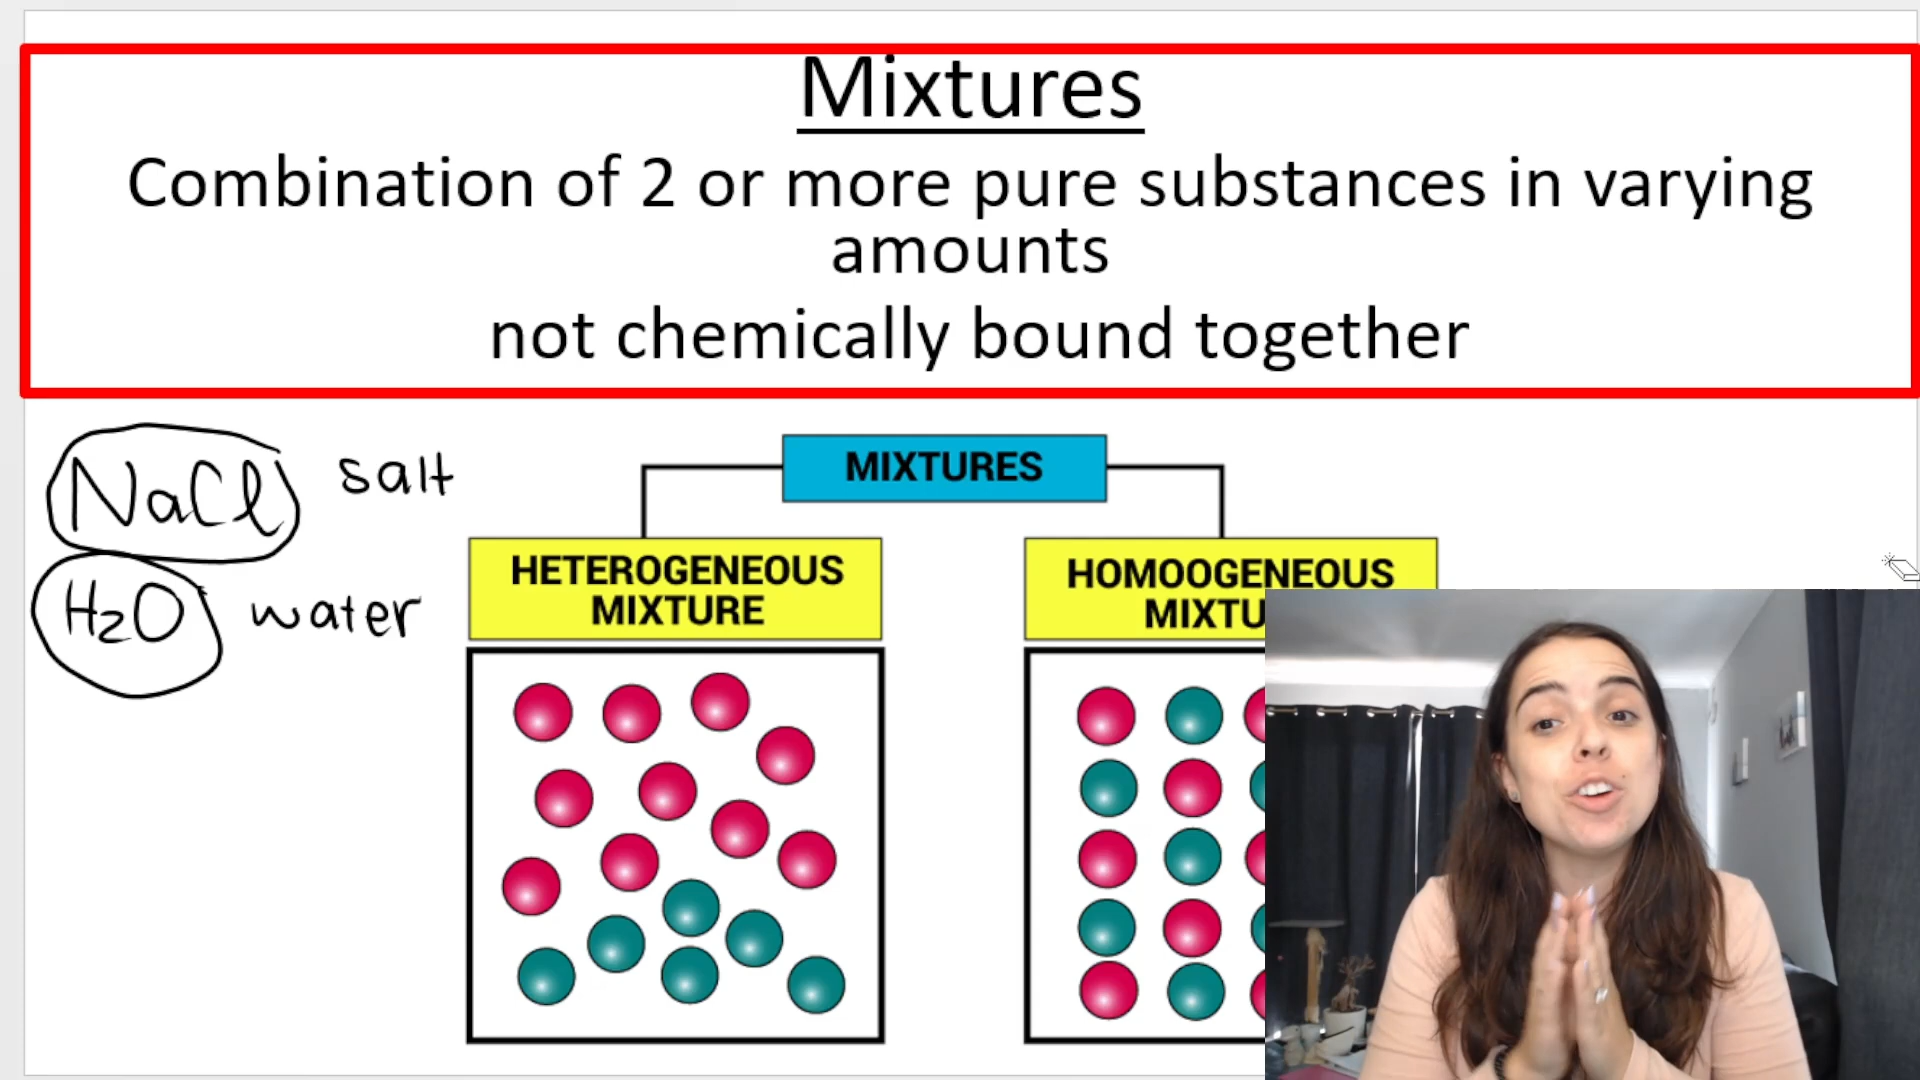 Mixtures
Combination of 2 or more pure substances in varying
amounts
not chemically bound together
NaCl salt
H2O water
MIXTURES
HETEROGENEOUS
MIXTURE
HOMOOGENEOUS
MIXTU